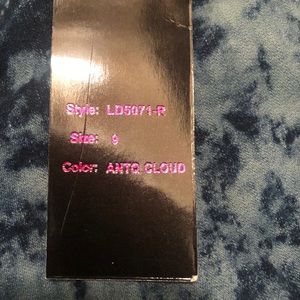 Style: LD5071-R
Size: 9
Color: ANTQ CLOUD